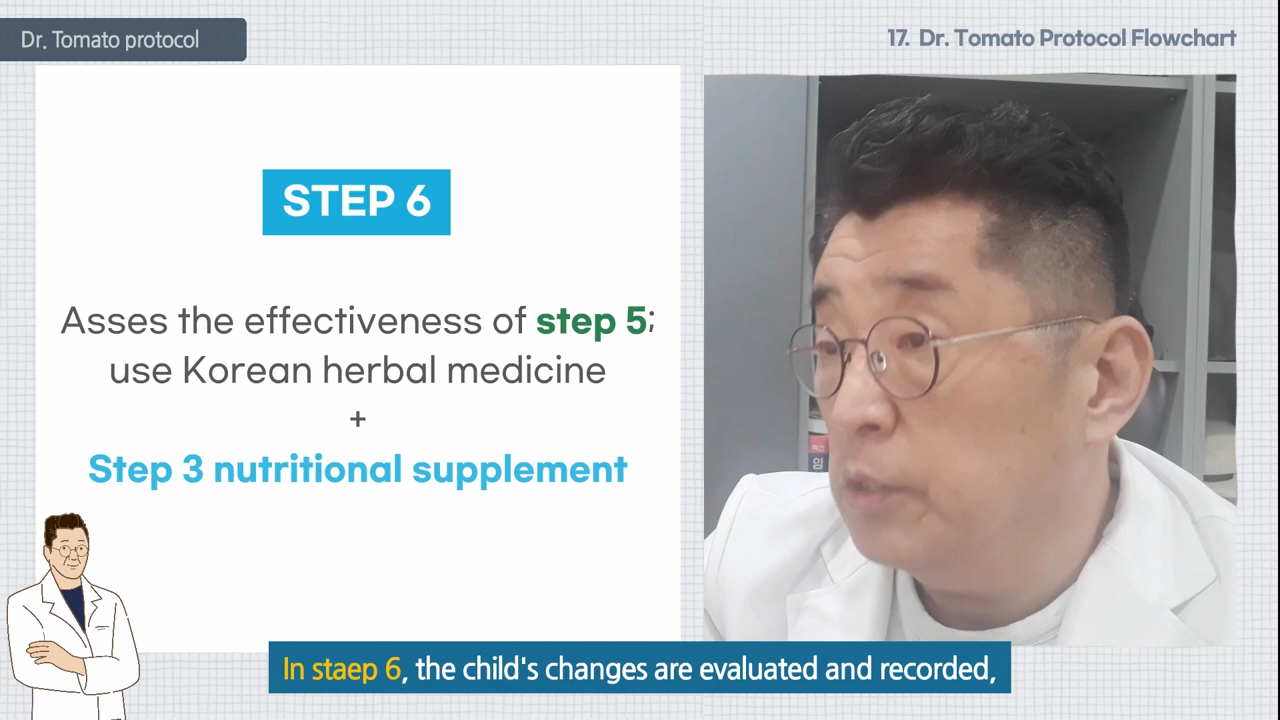 Dr. Tomato protocol
17. Dr. Tomato Protocol Flowchart
STEP 6
Asses the effectiveness of step 5;
use Korean herbal medicine
+
Step 3 nutritional supplement
In staep 6, the child's changes are evaluated and recorded,